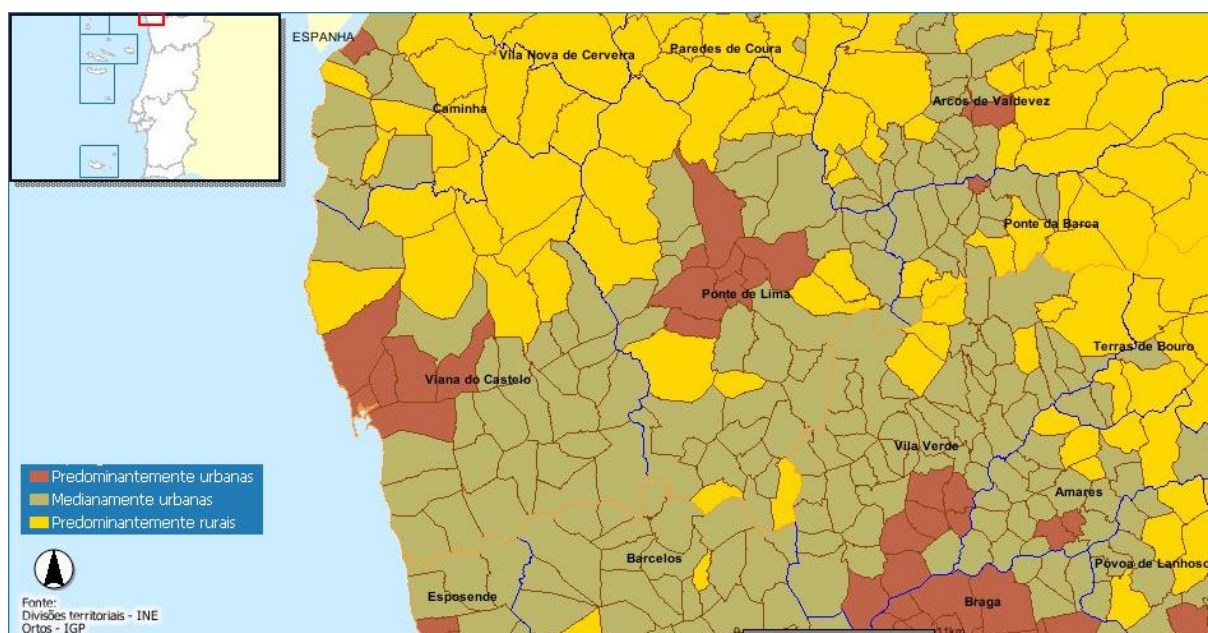 ESPANHA
Vila Nova de Cerveira
Paredes de Coura
Caminha
Arcos de Valdevez
Ponte da Barca
Ponte de Lima
Terras de Bouro
Viana do Castelo
Vila Verde
Amares
Barcelos
Póvoa de Lanhoso
Esposende
Braga
11km
Predominantemente urbanas
Medianamente urbanas
Predominantemente rurais
Fonte:
Divisões territoriais - INE
Ortos - IGP